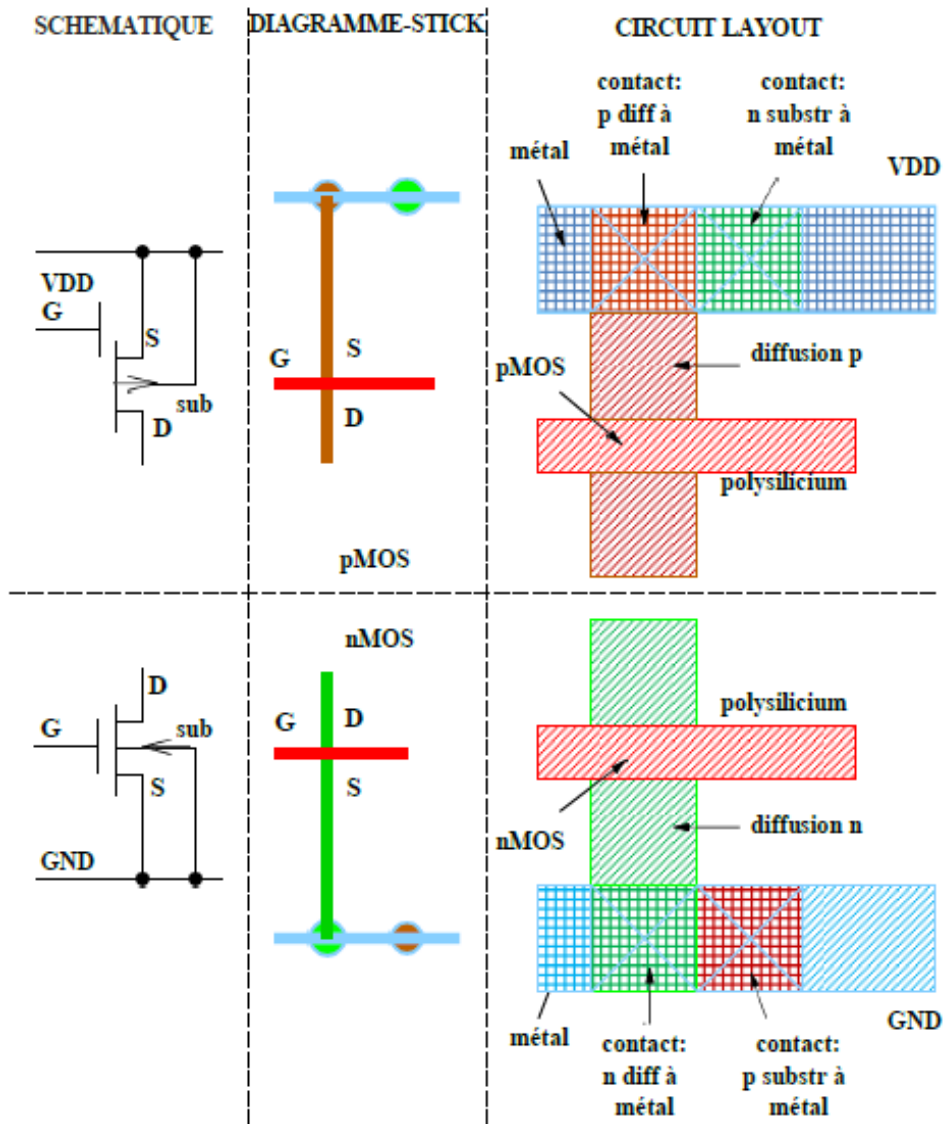 SCHEMATIQUE
DIAGRAMME-STICK
CIRCUIT LAYOUT
contact:
p diff à
métal
contact:
n substr à
métal
métal
VDD
VDD
G
S
sub
D
G
S
D
pMOS
diffusion p
pMOS
polysilicium
nMOS
D
G
sub
S
GND
G
D
S
polysilicium
diffusion n
nMOS
métal
GND
contact:
n diff à
métal
contact:
p substr à
métal